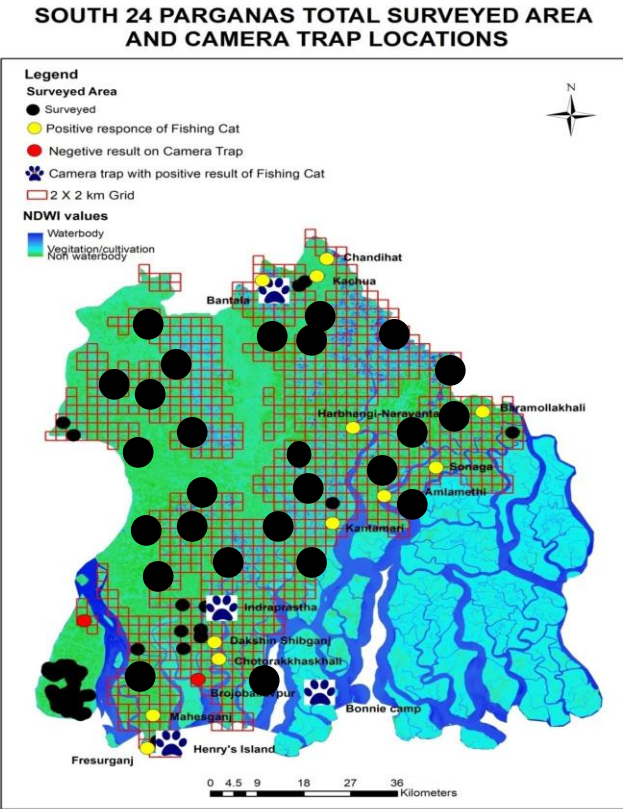 SOUTH 24 PARGANAS TOTAL SURVEYED AREA
AND CAMERA TRAP LOCATIONS
Legend
Surveyed Area
Surveyed
Positive responce of Fishing Cat
Negetive result on Camera Trap
Camera trap with positive result of Fishing Cat
2 X 2 km Grid
NDWI values
Waterbody
Vegitation/cultivation
Non waterbody
N
Chandihat
Kachua
Bantala
Harbhangi-Narayanta
Baramollakhali
Sonaga
Amlamethi
Kantamari
Indraprastha
Dakshin Shibganj
Chotorakkhaskhali
Bonnie camp
Mahesganj
Henry's Island
Fresurganj
0 4.5 9 18 27 36
Kilometers